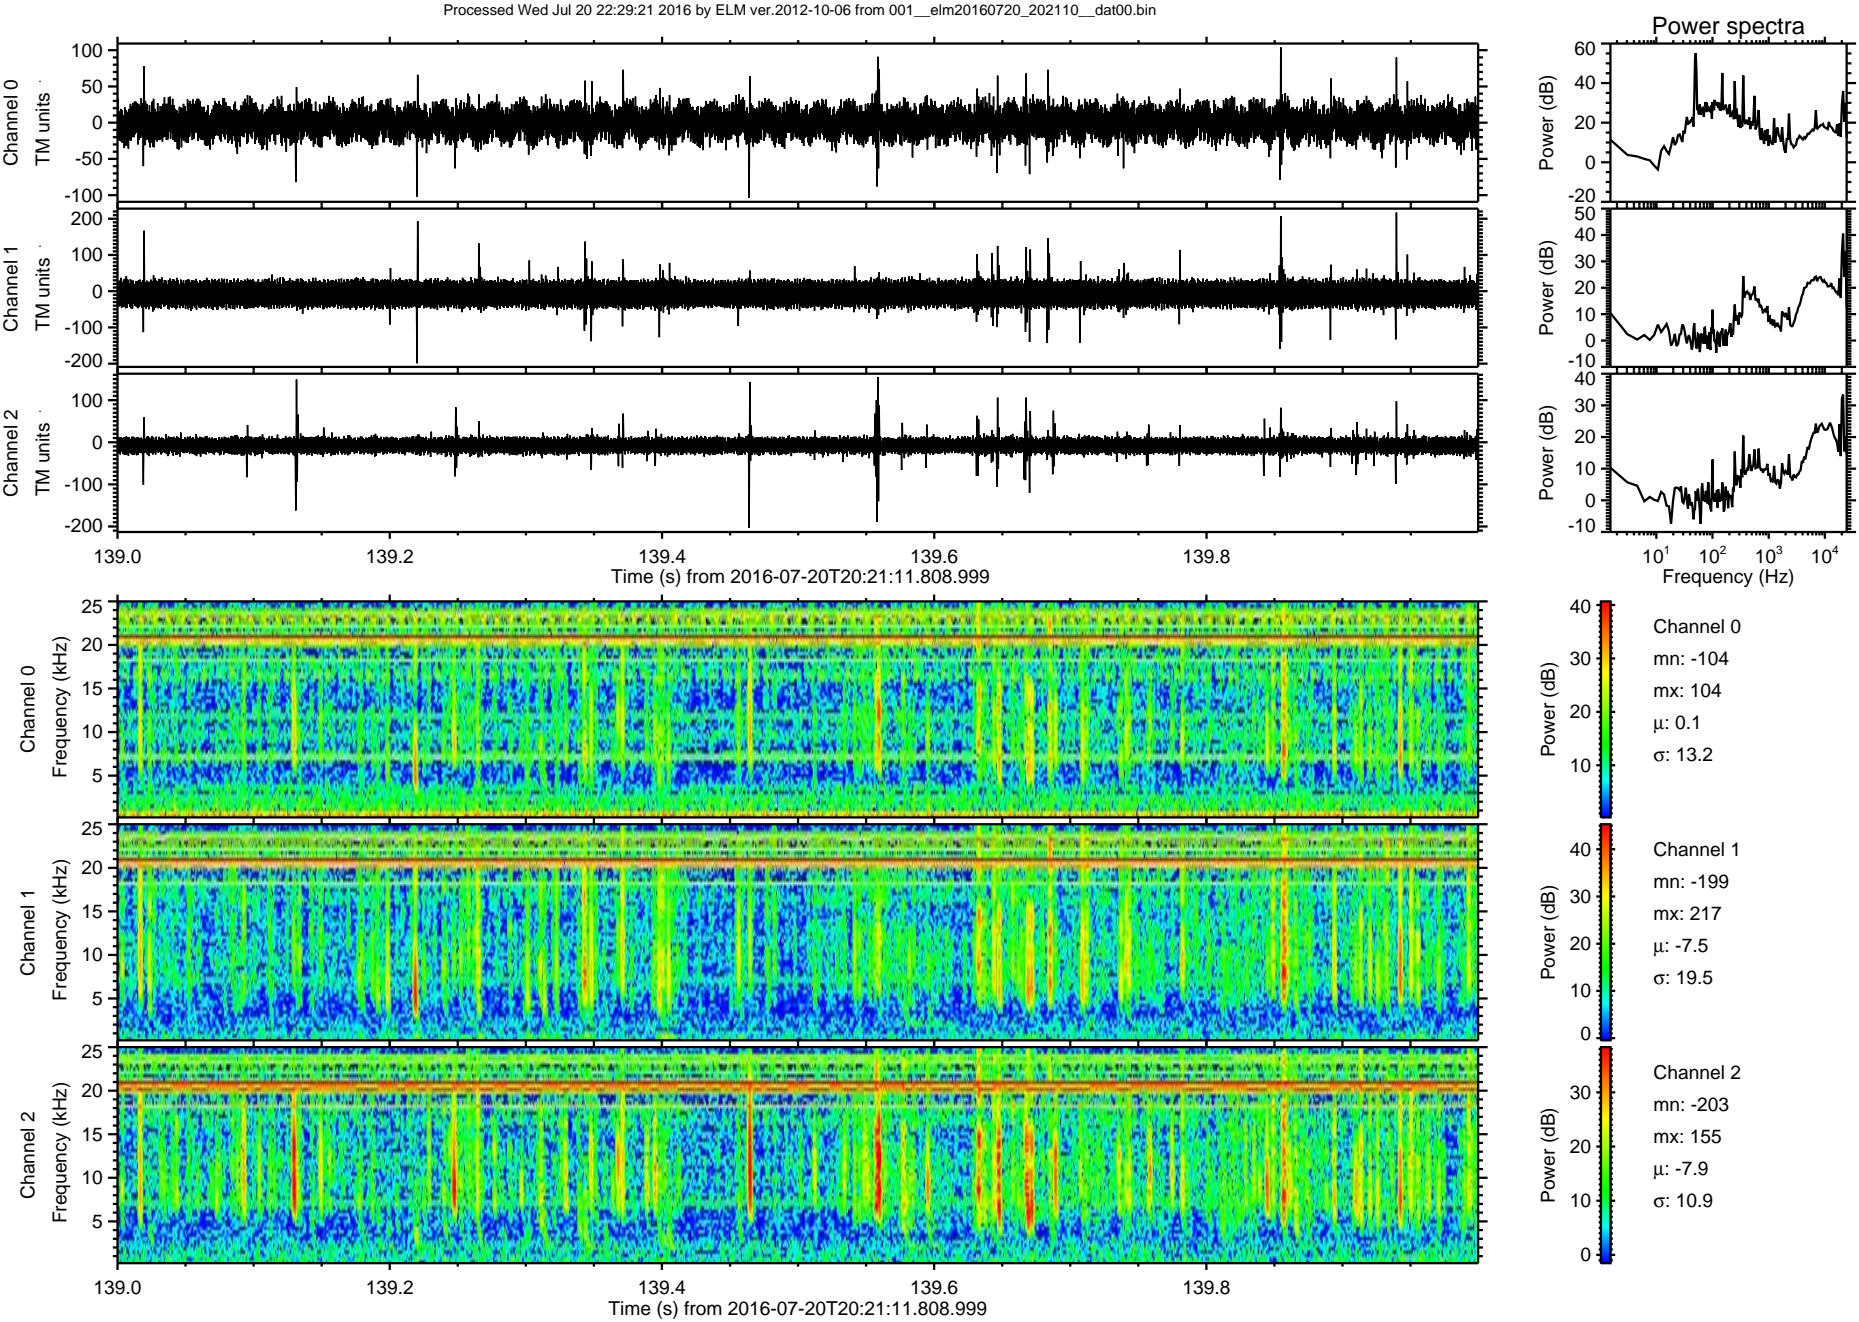 Processed Wed Jul 20 22:29:21 2016 by ELM ver.2012-10-06 from 001__elm20160720_202110__dat00.bin
Power spectra
Channel 0
TM units
100
50
0
-50
-100
Power (dB)
60
40
20
0
-20
Channel 1
TM units
200
100
0
-100
-200
Power (dB)
50
40
30
20
10
0
-10
Channel 2
TM units
100
0
-100
-200
Power (dB)
40
30
20
10
0
-10
139.0 139.2 139.4 139.6 139.8
Time (s) from 2016-07-20T20:21:11.808.999
10^1 10^2 10^3 10^4
Frequency (Hz)
Channel 0
Frequency (kHz)
25
20
15
10
5
Power (dB)
40
30
20
10
Channel 0
mn: -104
mx: 104
μ: 0.1
σ: 13.2
Channel 1
Frequency (kHz)
25
20
15
10
5
Power (dB)
40
30
20
10
0
Channel 1
mn: -199
mx: 217
μ: -7.5
σ: 19.5
Channel 2
Frequency (kHz)
25
20
15
10
5
Power (dB)
30
20
10
0
Channel 2
mn: -203
mx: 155
μ: -7.9
σ: 10.9
139.0 139.2 139.4 139.6 139.8
Time (s) from 2016-07-20T20:21:11.808.999